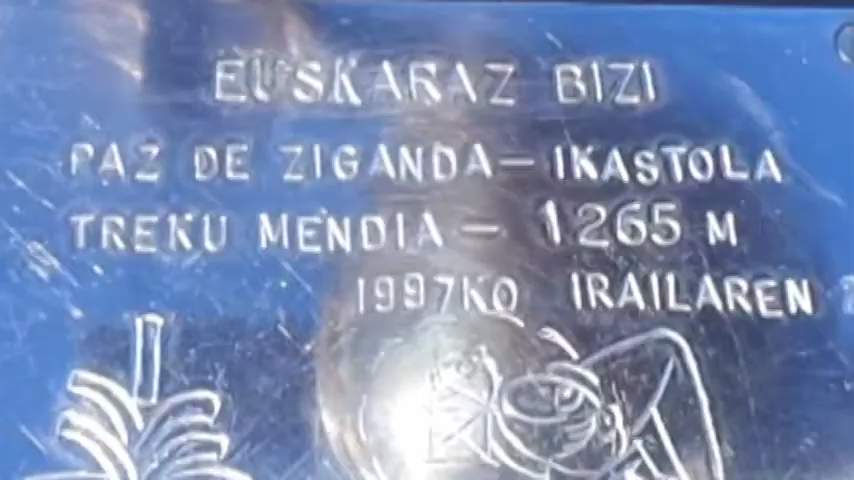 EUSKARAZ BIZI
PAZ DE ZIGANDA – IKASTOLA
TREKU MENDIA – 1265 M
1997KO IRAILAREN